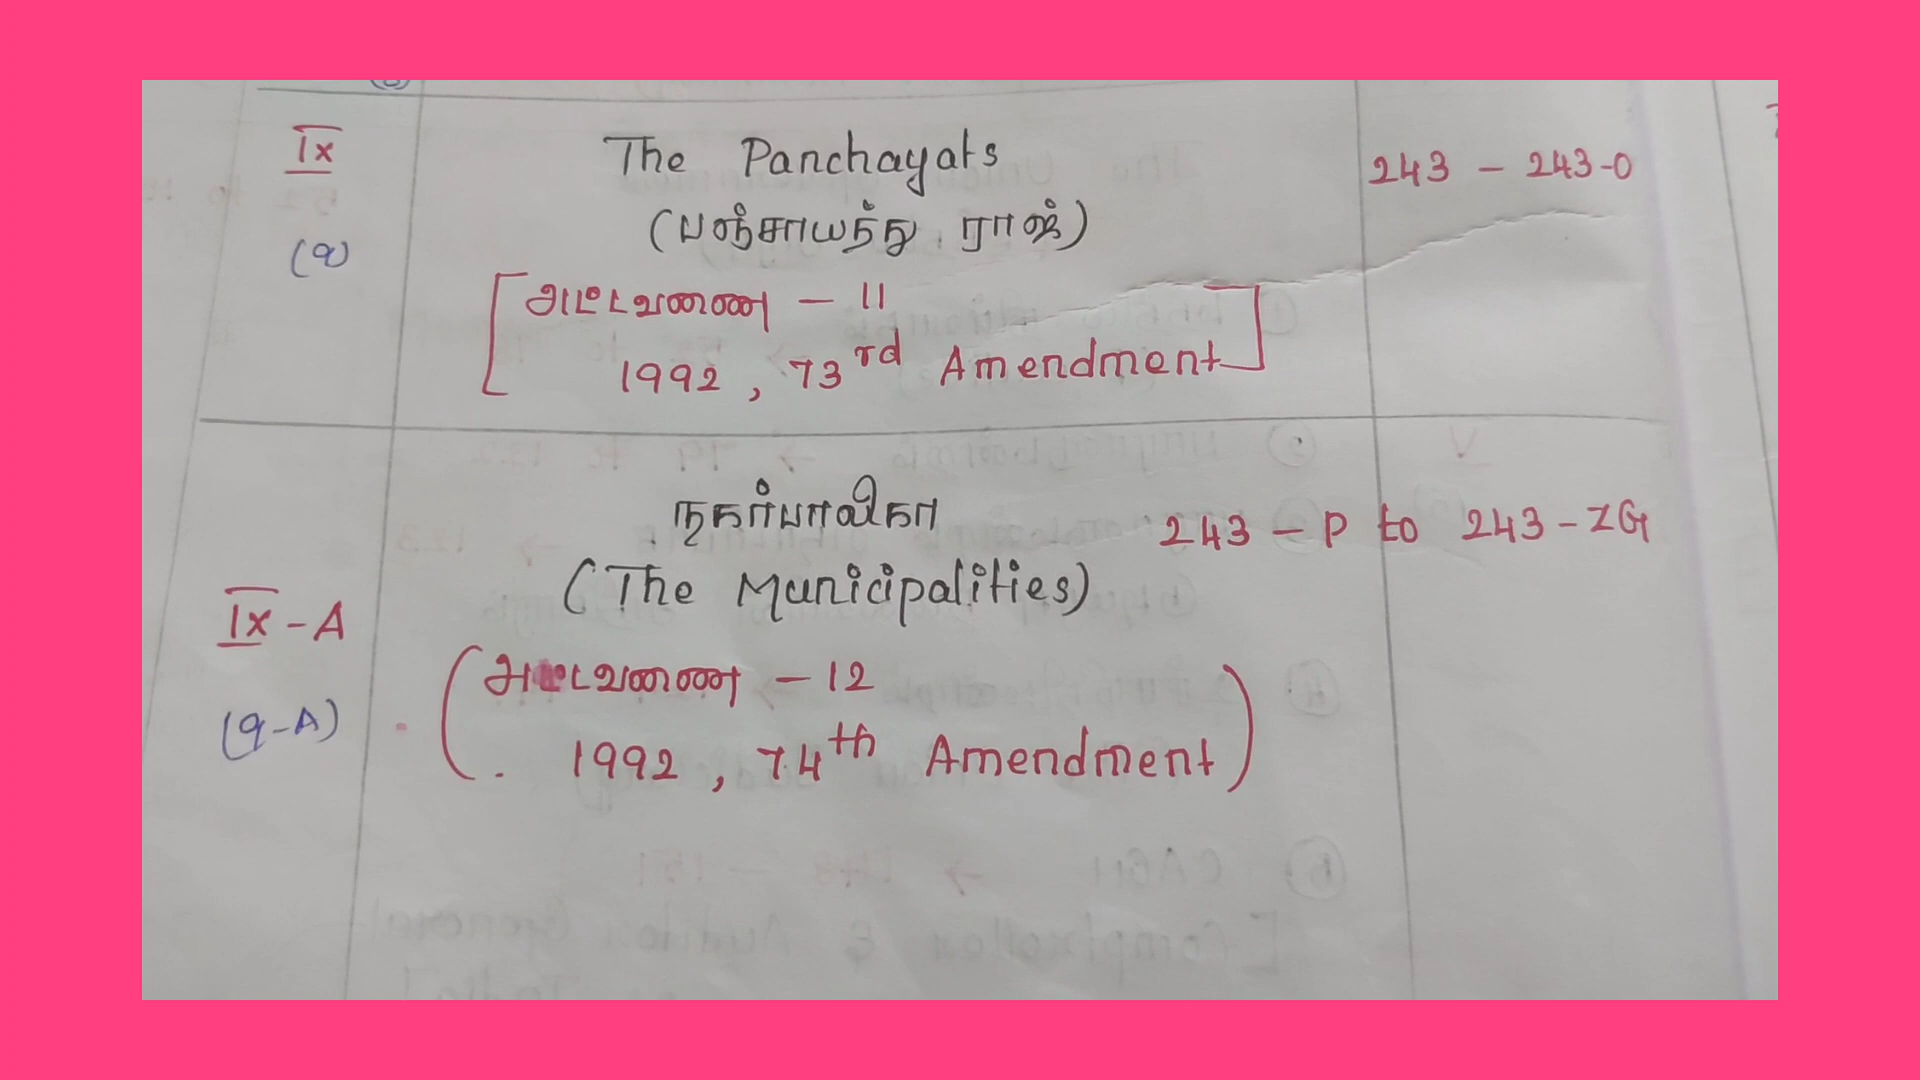 IX
The Panchayats
243 - 243-O
(9)
(பஞ்சாயத்து ராஜ்)
[அட்டவணை - 11
1992, 73rd Amendment]
நகர்பாலிகா
243 - P to 243 - ZG
(The Municipalities)
IX - A
(9-A)
(அட்டவணை - 12
1992, 74th Amendment)